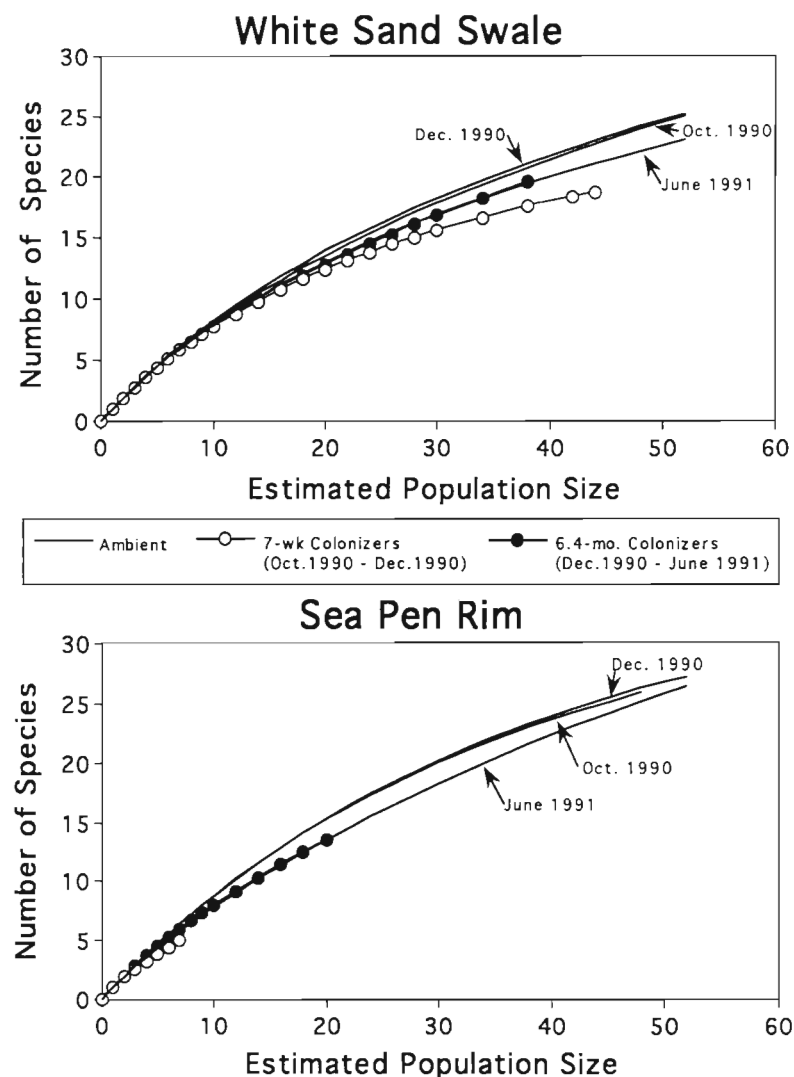 White Sand Swale
30
25
20
15
10
5
0
Number of Species
Dec. 1990
Oct. 1990
June 1991
0 10 20 30 40 50 60
Estimated Population Size
Ambient 7-wk Colonizers 6.4-mo. Colonizers
(Oct.1990 - Dec.1990) (Dec.1990 - June 1991)
Sea Pen Rim
30
25
20
15
10
5
0
Number of Species
Dec. 1990
Oct. 1990
June 1991
0 10 20 30 40 50 60
Estimated Population Size